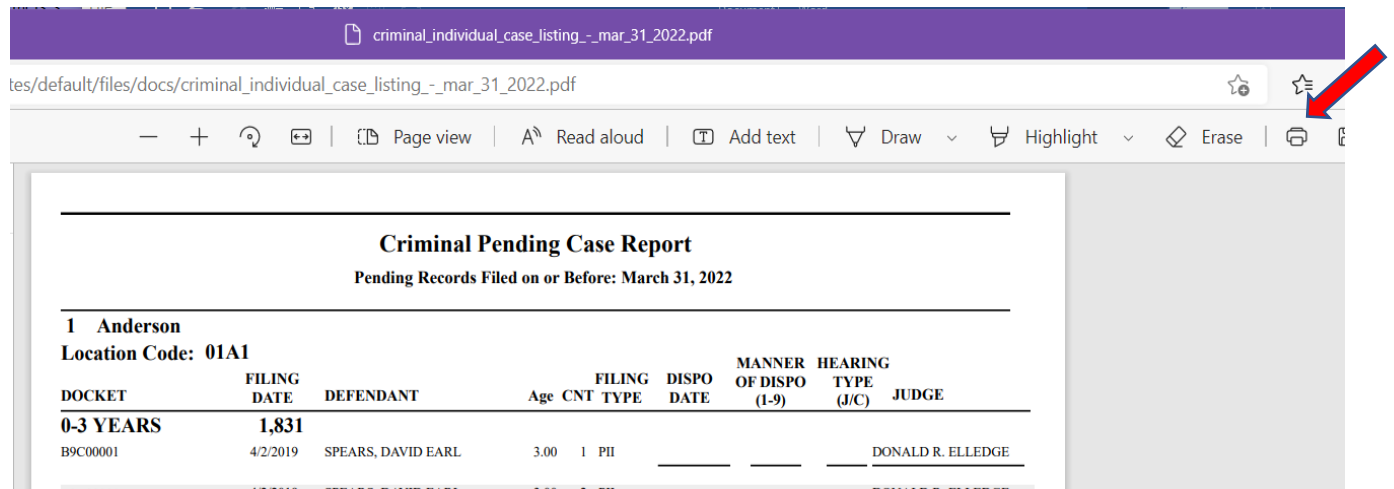 criminal_individual_case_listing_-_mar_31_2022.pdf
tes/default/files/docs/criminal_individual_case_listing_-_mar_31_2022.pdf
Page view Read aloud Add text Draw Highlight Erase
Criminal Pending Case Report
Pending Records Filed on or Before: March 31, 2022
1 Anderson
Location Code: 01A1
MANNER HEARING
FILING FILING DISPO OF DISPO TYPE
DOCKET DATE DEFENDANT Age CNT TYPE DATE (1-9) (J/C) JUDGE
0-3 YEARS 1,831
B9C00001 4/2/2019 SPEARS, DAVID EARL 3.00 1 PII DONALD R. ELLEDGE